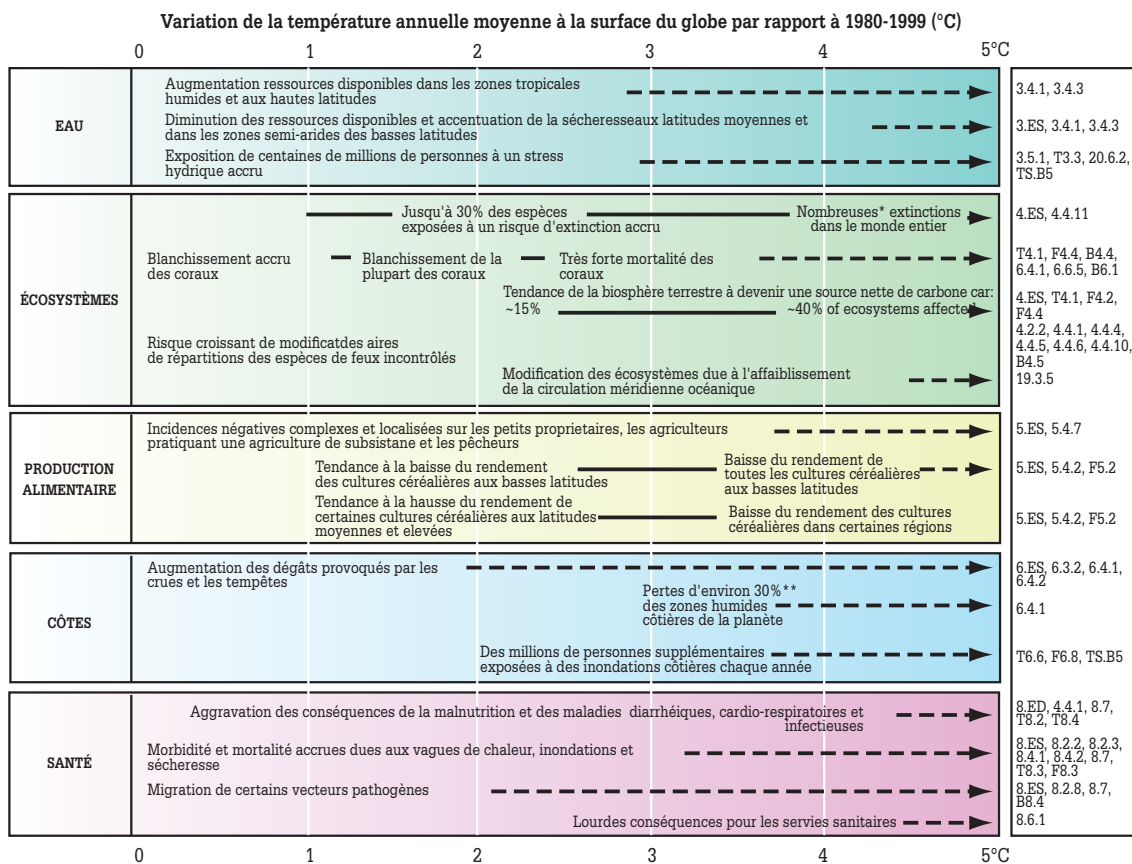 Variation de la température annuelle moyenne à la surface du globe par rapport à 1980-1999 (°C)
0 1 2 3 4 5°C
EAU
Augmentation ressources disponibles dans les zones tropicales
humides et aux hautes latitudes
3.4.1, 3.4.3
Diminution des ressources disponibles et accentuation de la sécheresseaux latitudes moyennes et
dans les zones semi-arides des basses latitudes
3.ES, 3.4.1, 3.4.3
Exposition de centaines de millions de personnes à un stress
hydrique accru
3.5.1, T3.3, 20.6.2,
TS.B5
ÉCOSYSTÈMES
Jusqu'à 30% des espèces
exposées à un risque d'extinction accru
Nombreuses* extinctions
dans le monde entier
4.ES, 4.4.11
Blanchissement accru
des coraux
Blanchissement de la
plupart des coraux
Très forte mortalité des
coraux
T4.1, F4.4, B4.4,
6.4.1, 6.6.5, B6.1
Tendance de la biosphère terrestre à devenir une source nette de carbone car:
~15%
~40% of ecosystems affected
4.ES, T4.1, F4.2,
F4.4
Risque croissant de modificatdes aires
de répartitions des espèces de feux incontrôlés
4.2.2, 4.4.1, 4.4.4,
4.4.5, 4.4.6, 4.4.10,
B4.5
Modification des écosystèmes due à l'affaiblissement
de la circulation méridienne océanique
19.3.5
PRODUCTION
ALIMENTAIRE
Incidences négatives complexes et localisées sur les petits proprietaires, les agriculteurs
pratiquant une agriculture de subsistane et les pêcheurs
5.ES, 5.4.7
Tendance à la baisse du rendement
des cultures céréalières aux basses latitudes
Baisse du rendement de
toutes les cultures céréalières
aux basses latitudes
5.ES, 5.4.2, F5.2
Tendance à la hausse du rendement de
certaines cultures céréalières aux latitudes
moyennes et elevées
Baisse du rendement des cultures
céréalières dans certaines régions
5.ES, 5.4.2, F5.2
CÔTES
Augmentation des dégâts provoqués par les
crues et les tempêtes
6.ES, 6.3.2, 6.4.1,
6.4.2
Pertes d'environ 30%**
des zones humides
côtières de la planète
6.4.1
Des millions de personnes supplémentaires
exposées à des inondations côtières chaque année
T6.6, F6.8, TS.B5
SANTÉ
Aggravation des conséquences de la malnutrition et des maladies diarrhéiques, cardio-respiratoires et
infectieuses
8.ED, 4.4.1, 8.7,
T8.2, T8.4
Morbidité et mortalité accrues dues aux vagues de chaleur, inondations et
sécheresse
8.ES, 8.2.2, 8.2.3,
8.4.1, 8.4.2, 8.7,
T8.3, F8.3
Migration de certains vecteurs pathogènes
8.ES, 8.2.8, 8.7,
B8.4
Lourdes conséquences pour les servies sanitaires
8.6.1
0 1 2 3 4 5°C